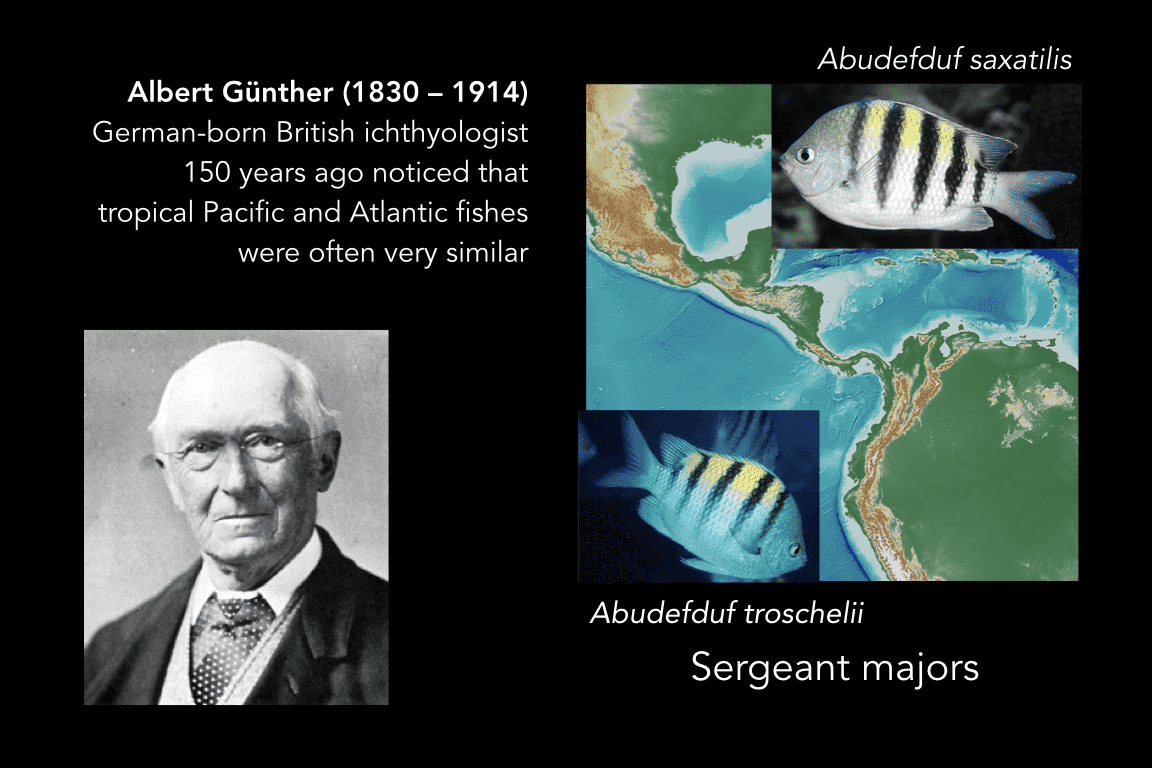 Albert Günther (1830 – 1914)
German-born British ichthyologist
150 years ago noticed that
tropical Pacific and Atlantic fishes
were often very similar
Abudefduf saxatilis
Abudefduf troschelii
Sergeant majors